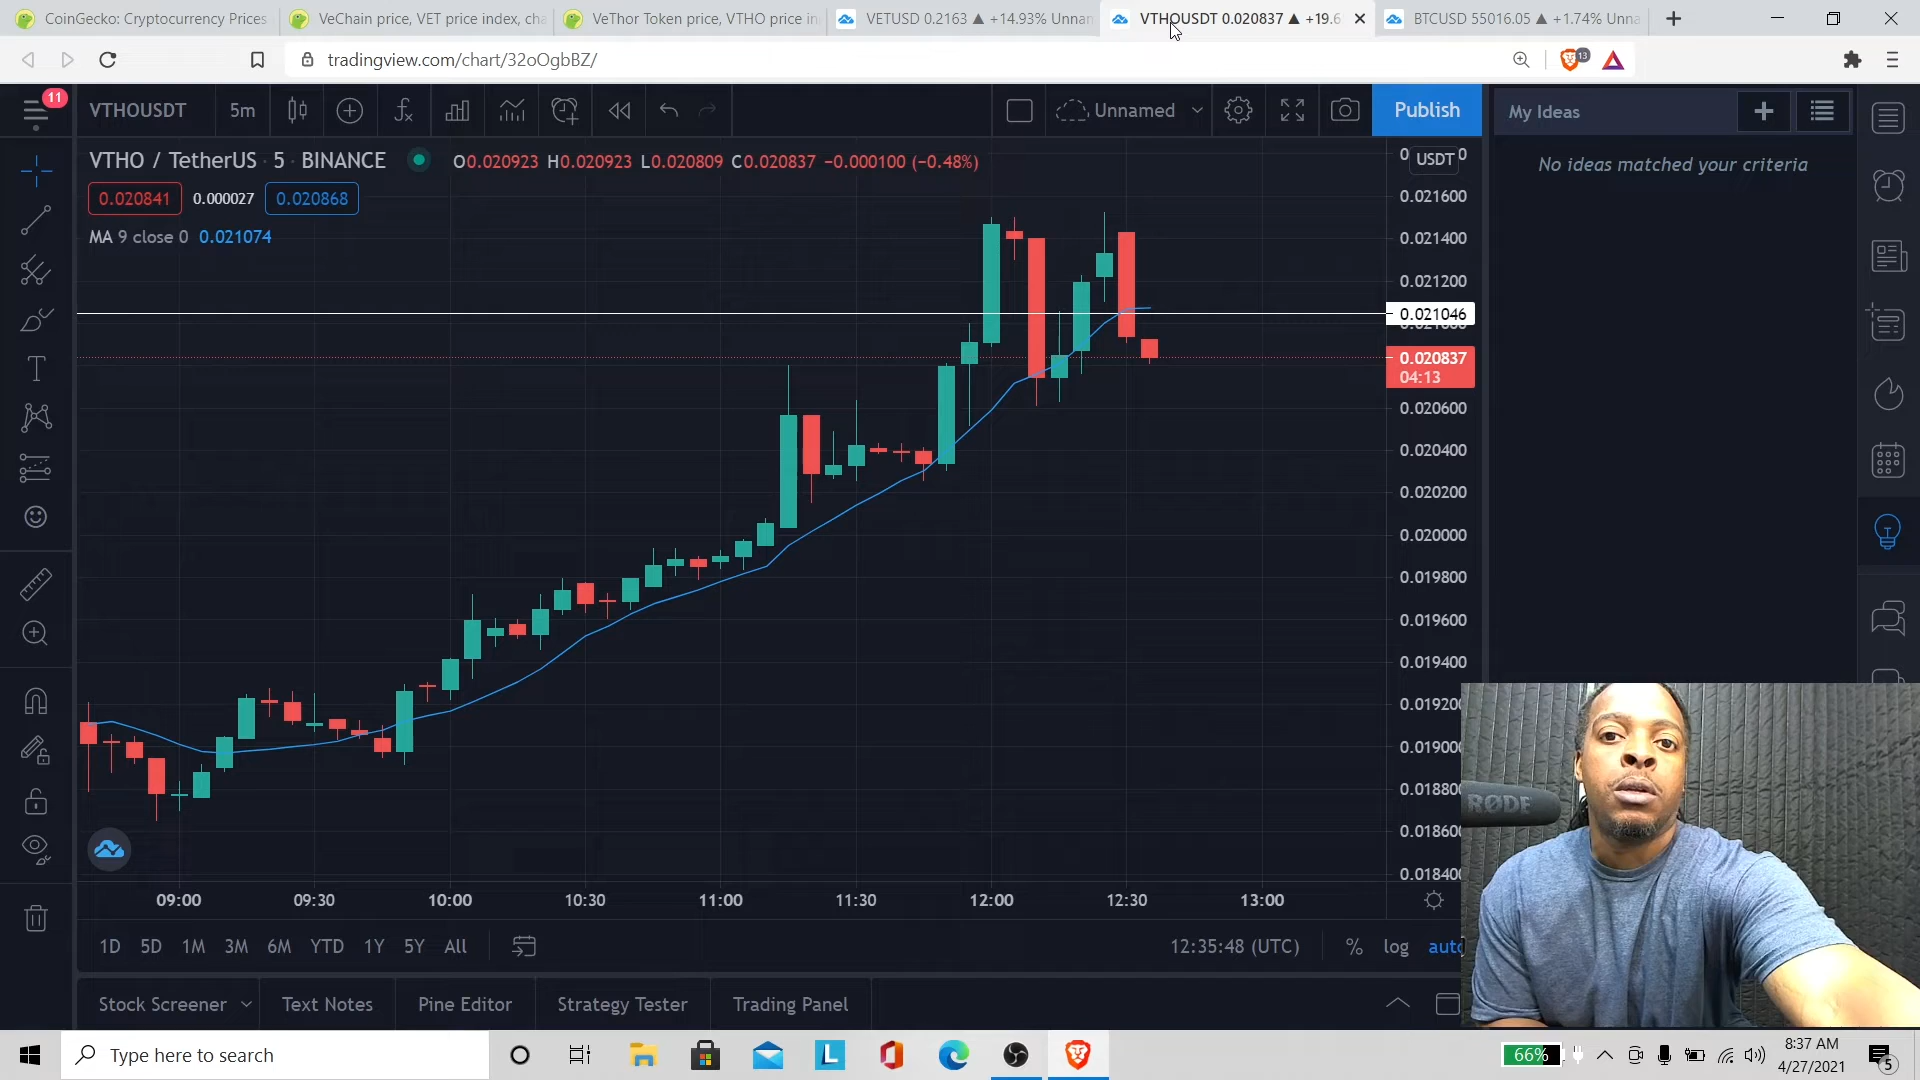 CoinGecko: Cryptocurrency Prices
VeChain price, VET price index, cha
VeThor Token price, VTHO price in
VETUSD 0.2163 ▲ +14.93% Unnan
VTHOUSDT 0.020837 ▲ +19.6
BTCUSD 55016.05 ▲ +1.74% Unna
tradingview.com/chart/32oOgbBZ/
13
11
VTHOUSDT
5m
Unnamed
Publish
My Ideas
VTHO / TetherUS · 5 · BINANCE
O0.020923 H0.020923 L0.020809 C0.020837 −0.000100 (−0.48%)
0.020841
0.000027
0.020868
MA 9 close 0 0.021074
No ideas matched your criteria
USDT
0.021600
0.021400
0.021200
0.021046
0.020837
04:13
0.020600
0.020400
0.020200
0.020000
0.019800
0.019600
0.019400
0.01920
0.01900
0.01880
0.01860
0.01840
RØDE
09:00
09:30
10:00
10:30
11:00
11:30
12:00
12:30
13:00
1D 5D 1M 3M 6M YTD 1Y 5Y All
12:35:48 (UTC)
% log auto
Stock Screener
Text Notes
Pine Editor
Strategy Tester
Trading Panel
Type here to search
L
66%
8:37 AM
4/27/2021
5